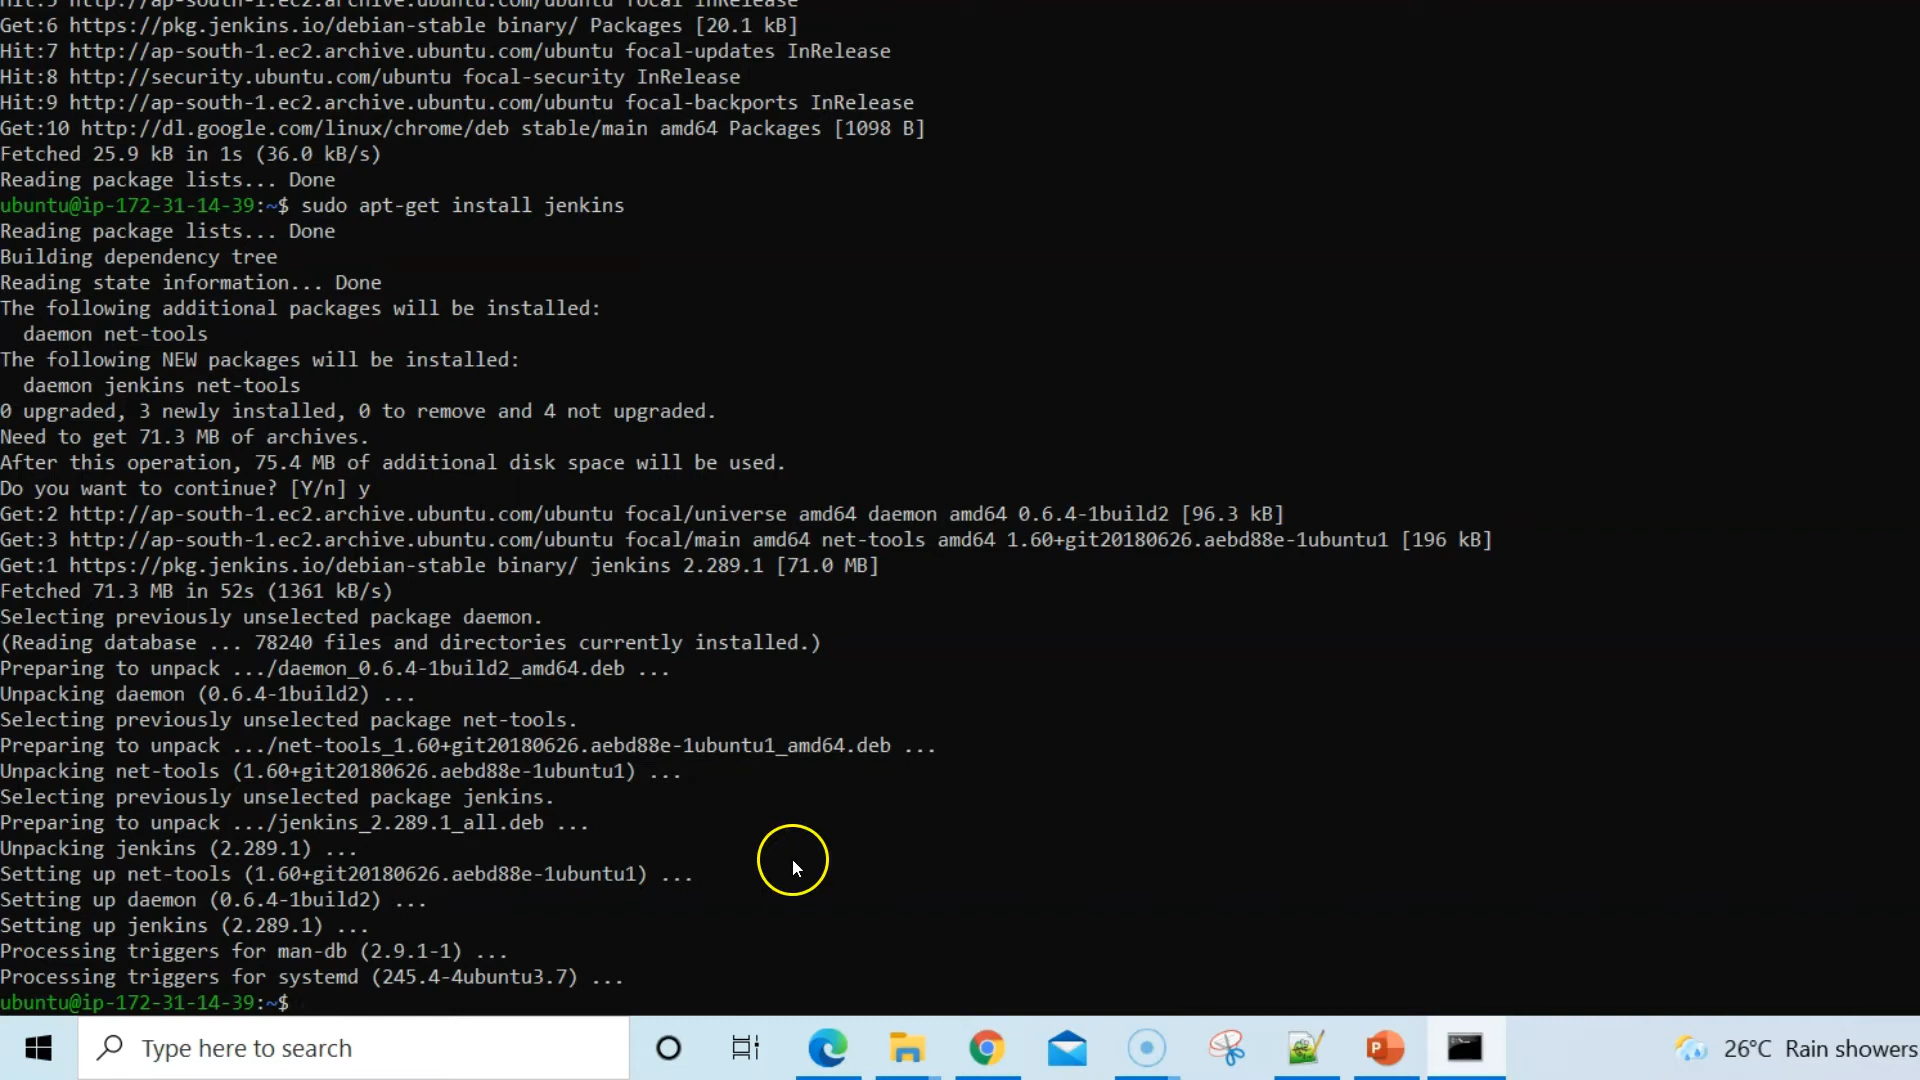 Hit:5 http://ap-south-1.ec2.archive.ubuntu.com/ubuntu focal InRelease
Get:6 https://pkg.jenkins.io/debian-stable binary/ Packages [20.1 kB]
Hit:7 http://ap-south-1.ec2.archive.ubuntu.com/ubuntu focal-updates InRelease
Hit:8 http://security.ubuntu.com/ubuntu focal-security InRelease
Hit:9 http://ap-south-1.ec2.archive.ubuntu.com/ubuntu focal-backports InRelease
Get:10 http://dl.google.com/linux/chrome/deb stable/main amd64 Packages [1098 B]
Fetched 25.9 kB in 1s (36.0 kB/s)
Reading package lists... Done
ubuntu@ip-172-31-14-39:~$ sudo apt-get install jenkins
Reading package lists... Done
Building dependency tree
Reading state information... Done
The following additional packages will be installed:
  daemon net-tools
The following NEW packages will be installed:
  daemon jenkins net-tools
0 upgraded, 3 newly installed, 0 to remove and 4 not upgraded.
Need to get 71.3 MB of archives.
After this operation, 75.4 MB of additional disk space will be used.
Do you want to continue? [Y/n] y
Get:2 http://ap-south-1.ec2.archive.ubuntu.com/ubuntu focal/universe amd64 daemon amd64 0.6.4-1build2 [96.3 kB]
Get:3 http://ap-south-1.ec2.archive.ubuntu.com/ubuntu focal/main amd64 net-tools amd64 1.60+git20180626.aebd88e-1ubuntu1 [196 kB]
Get:1 https://pkg.jenkins.io/debian-stable binary/ jenkins 2.289.1 [71.0 MB]
Fetched 71.3 MB in 52s (1361 kB/s)
Selecting previously unselected package daemon.
(Reading database ... 78240 files and directories currently installed.)
Preparing to unpack .../daemon_0.6.4-1build2_amd64.deb ...
Unpacking daemon (0.6.4-1build2) ...
Selecting previously unselected package net-tools.
Preparing to unpack .../net-tools_1.60+git20180626.aebd88e-1ubuntu1_amd64.deb ...
Unpacking net-tools (1.60+git20180626.aebd88e-1ubuntu1) ...
Selecting previously unselected package jenkins.
Preparing to unpack .../jenkins_2.289.1_all.deb ...
Unpacking jenkins (2.289.1) ...
Setting up net-tools (1.60+git20180626.aebd88e-1ubuntu1) ...
Setting up daemon (0.6.4-1build2) ...
Setting up jenkins (2.289.1) ...
Processing triggers for man-db (2.9.1-1) ...
Processing triggers for systemd (245.4-4ubuntu3.7) ...
ubuntu@ip-172-31-14-39:~$
Type here to search
26°C Rain showers